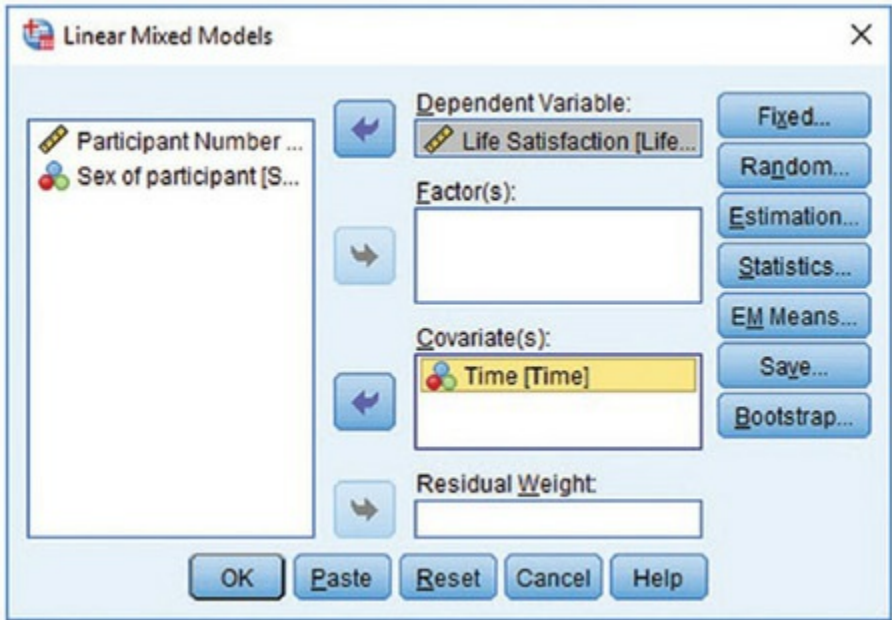 Linear Mixed Models
Participant Number ...
Sex of participant [S...
Dependent Variable:
Life Satisfaction [Life...
Factor(s):
Covariate(s):
Time [Time]
Residual Weight:
Fixed...
Random...
Estimation...
Statistics...
EM Means...
Save...
Bootstrap...
OK Paste Reset Cancel Help